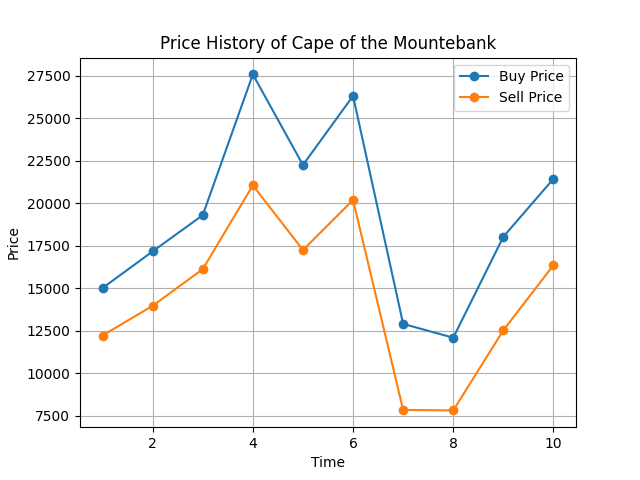 Price History of Cape of the Mountebank
Buy Price
Sell Price
27500
25000
22500
20000
17500
15000
12500
10000
7500
Price
2 4 6 8 10
Time